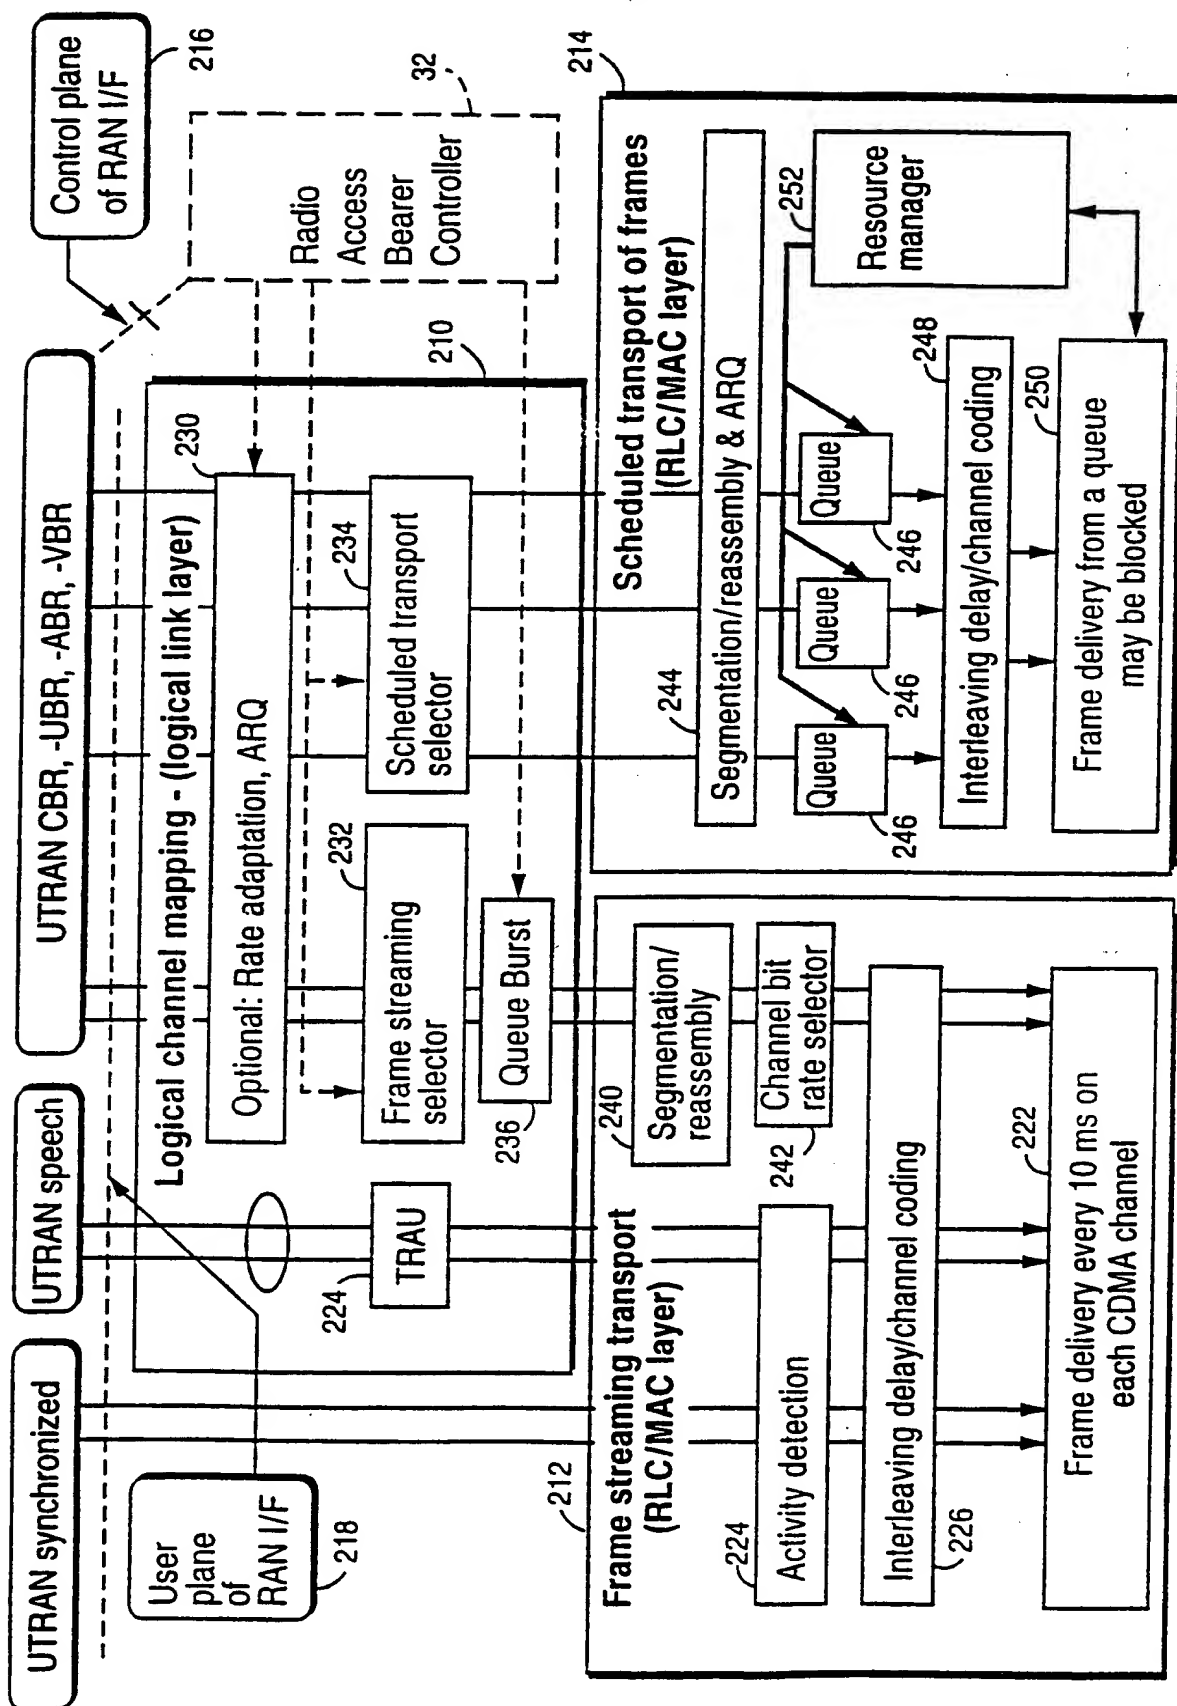 UTRAN synchronized
UTRAN speech
UTRAN CBR, -UBR, -ABR, -VBR
Control plane
of RAN I/F
216
User
plane
of
RAN I/F
218
Radio
Access
Bearer
Controller
32
210
Logical channel mapping - (logical link layer)
230
Optional: Rate adaptation, ARQ
TRAU
224
232
Frame streaming
selector
234
Scheduled transport
selector
Queue Burst
236
212
Frame streaming transport
(RLC/MAC layer)
240
Segmentation/
reassembly
224
Activity detection
Channel bit
rate selector
242
Interleaving delay/channel coding
226
222
Frame delivery every 10 ms on
each CDMA channel
214
Scheduled transport of frames
(RLC/MAC layer)
244
Segmentation/reassembly & ARQ
Queue
246
Queue
246
Queue
246
252
Resource
manager
248
Interleaving delay/channel coding
250
Frame delivery from a queue
may be blocked